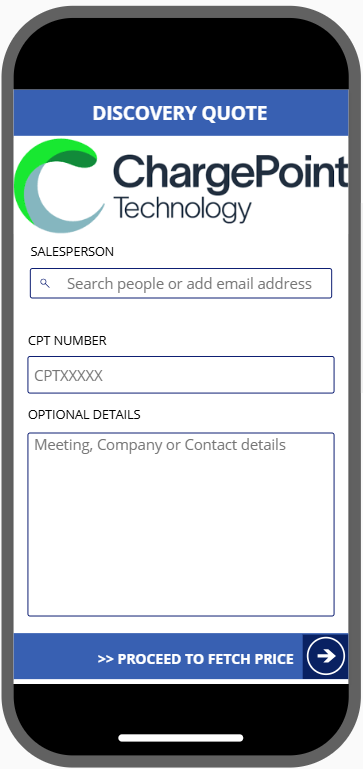 DISCOVERY QUOTE
ChargePoint
Technology
SALESPERSON
Search people or add email address
CPT NUMBER
CPTXXXXX
OPTIONAL DETAILS
Meeting, Company or Contact details
>> PROCEED TO FETCH PRICE